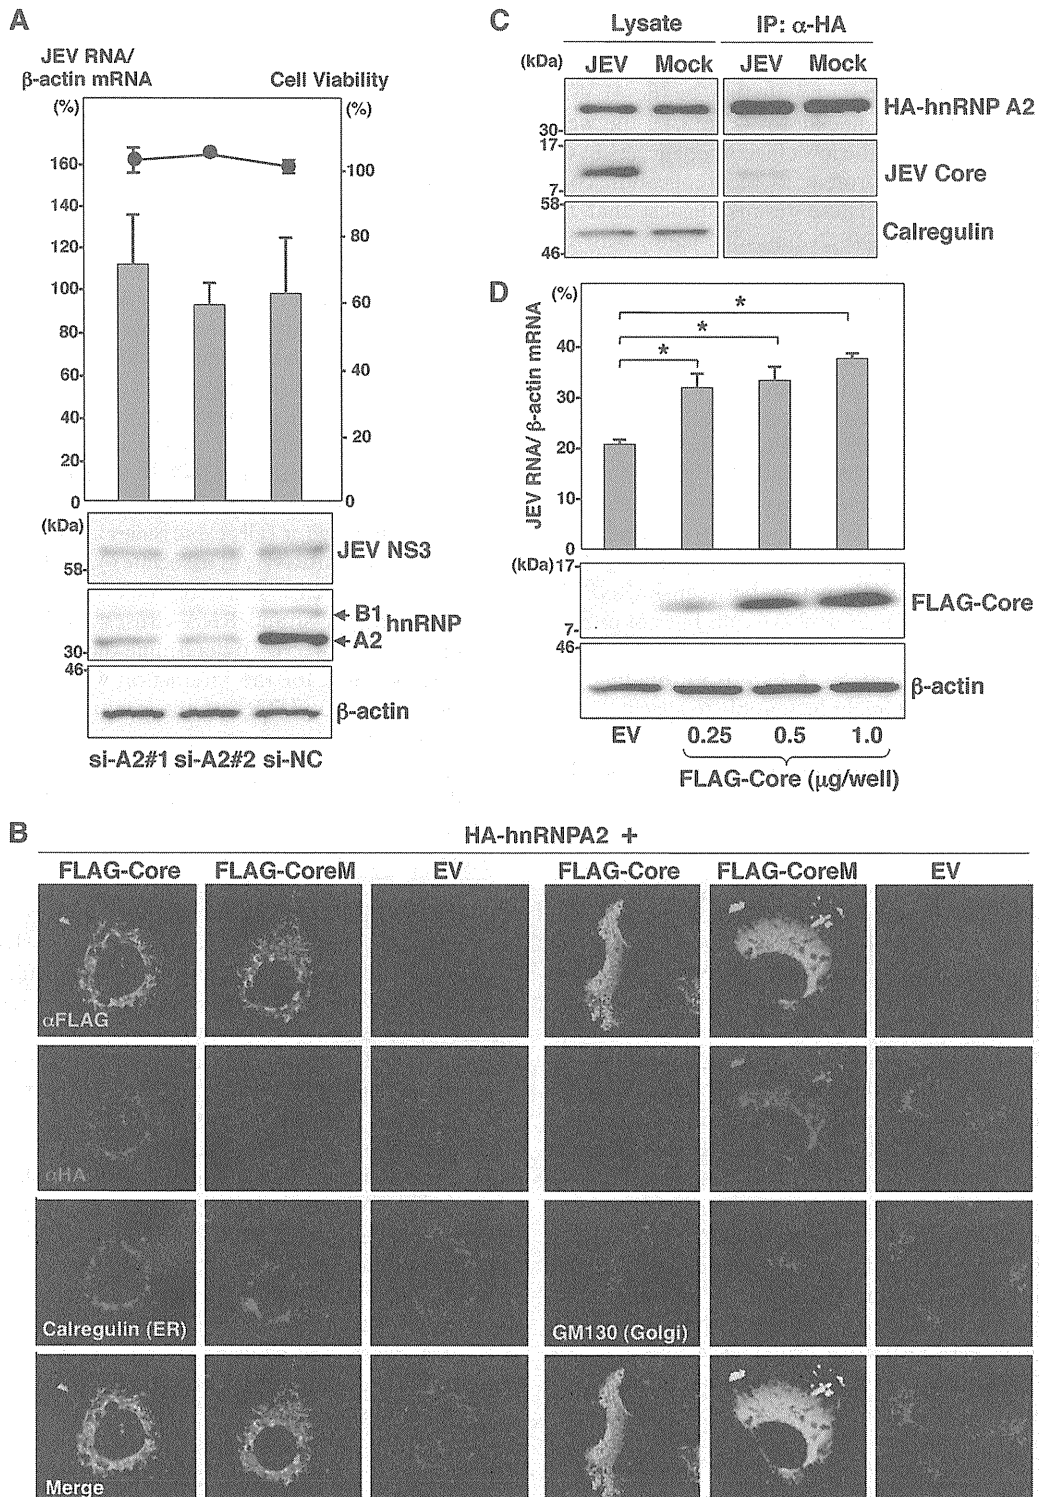 A
JEV RNA/
β-actin mRNA
Cell Viability
(%)
(%)
160
140
120
100
80
60
40
20
0
100
80
60
40
20
0
(kDa)
58
JEV NS3
30
B1
A2
hnRNP
46
β-actin
si-A2#1 si-A2#2 si-NC
C
Lysate
IP: α-HA
(kDa)
JEV Mock JEV Mock
30
HA-hnRNP A2
17
7
JEV Core
58
46
Calregulin
D
(%)
JEV RNA/ β-actin mRNA
40
30
20
10
0
*
*
*
(kDa)
17
7
FLAG-Core
46
β-actin
EV 0.25 0.5 1.0
FLAG-Core (μg/well)
B
HA-hnRNPA2 +
FLAG-Core FLAG-CoreM EV FLAG-Core FLAG-CoreM EV
αFLAG
αHA
Calregulin (ER)
GM130 (Golgi)
Merge